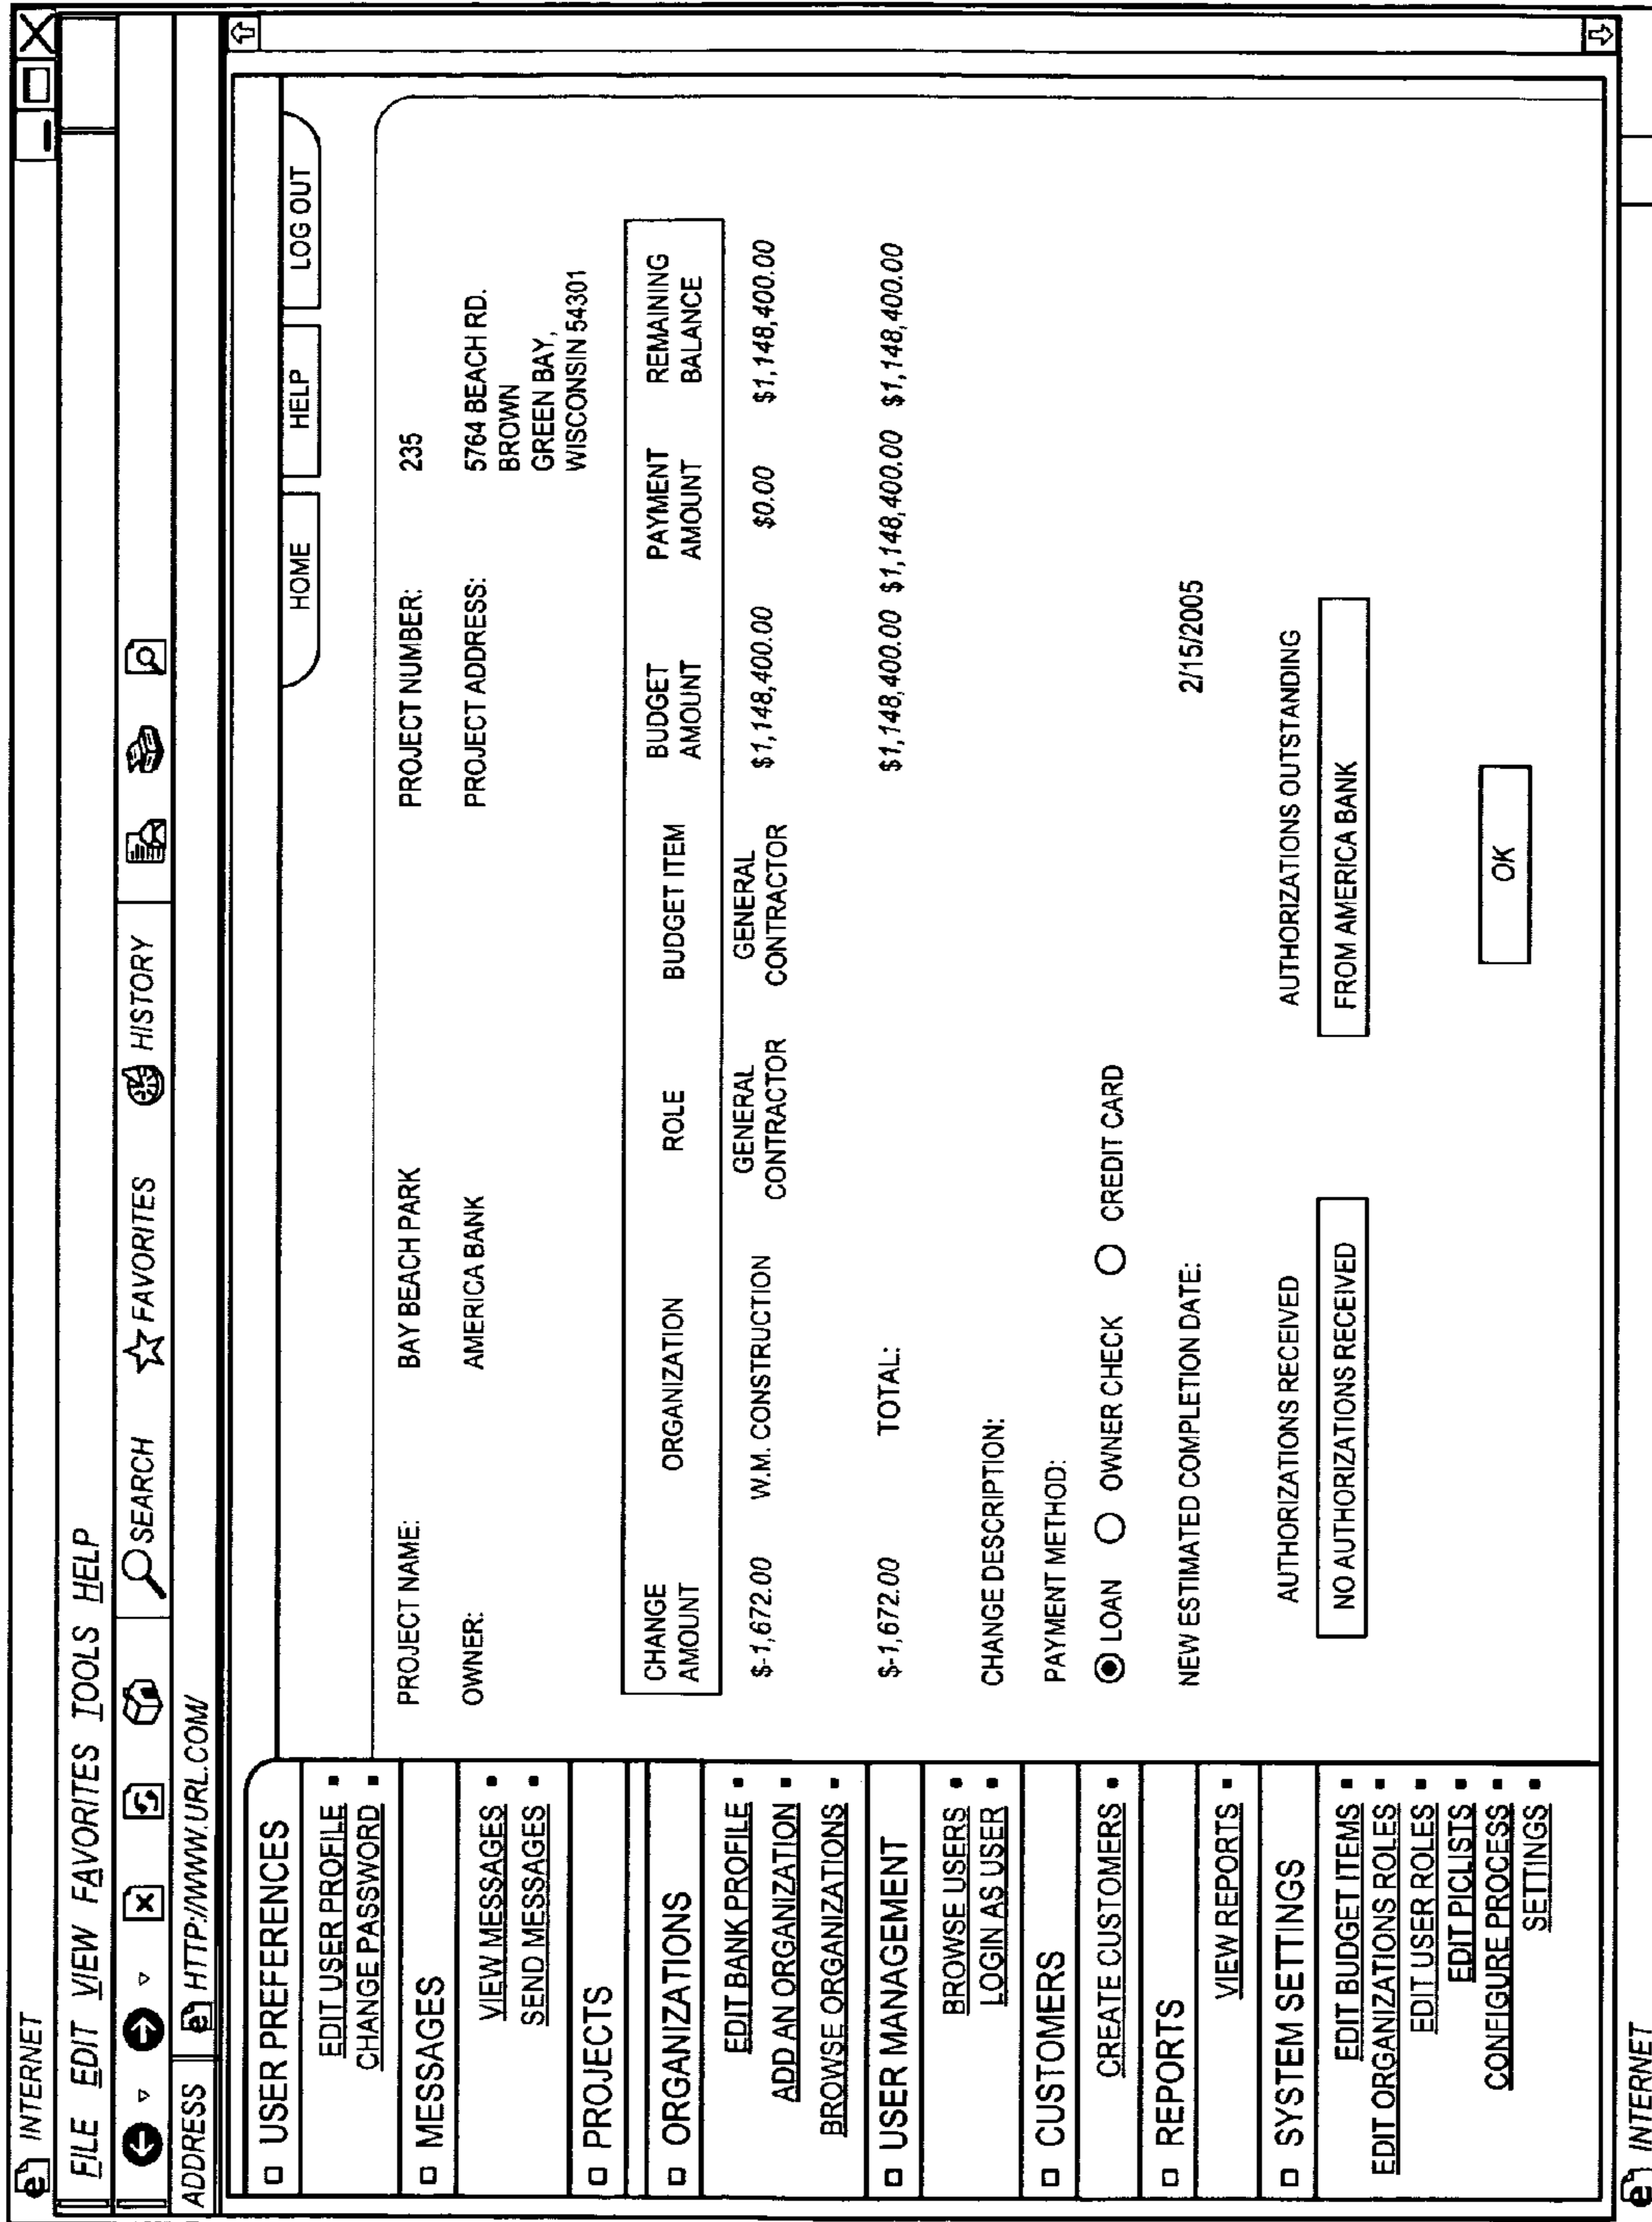 INTERNET
FILE EDIT VIEW FAVORITES TOOLS HELP
SEARCH FAVORITES HISTORY
ADDRESS HTTP://WWW.URL.COM/
HOME HELP LOG OUT
USER PREFERENCES
EDIT USER PROFILE
CHANGE PASSWORD
MESSAGES
VIEW MESSAGES
SEND MESSAGES
PROJECTS
ORGANIZATIONS
EDIT BANK PROFILE
ADD AN ORGANIZATION
BROWSE ORGANIZATIONS
USER MANAGEMENT
BROWSE USERS
LOGIN AS USER
CUSTOMERS
CREATE CUSTOMERS
REPORTS
VIEW REPORTS
SYSTEM SETTINGS
EDIT BUDGET ITEMS
EDIT ORGANIZATIONS ROLES
EDIT USER ROLES
EDIT PICLISTS
CONFIGURE PROCESS
SETTINGS
PROJECT NAME: BAY BEACH PARK PROJECT NUMBER: 235
OWNER: AMERICA BANK PROJECT ADDRESS: 5764 BEACH RD.
BROWN
GREEN BAY,
WISCONSIN 54301
CHANGE BUDGET PAYMENT REMAINING
ORGANIZATION ROLE BUDGET ITEM
AMOUNT AMOUNT AMOUNT BALANCE
GENERAL GENERAL
$-1,672.00 W.M. CONSTRUCTION $1,148,400.00 $0.00 $1,148,400.00
CONTRACTOR CONTRACTOR
$-1,672.00 TOTAL: $1,148,400.00 $1,148,400.00 $1,148,400.00
CHANGE DESCRIPTION:
PAYMENT METHOD:
LOAN OWNER CHECK CREDIT CARD
NEW ESTIMATED COMPLETION DATE: 2/15/2005
AUTHORIZATIONS RECEIVED AUTHORIZATIONS OUTSTANDING
NO AUTHORIZATIONS RECEIVED FROM AMERICA BANK
OK
INTERNET